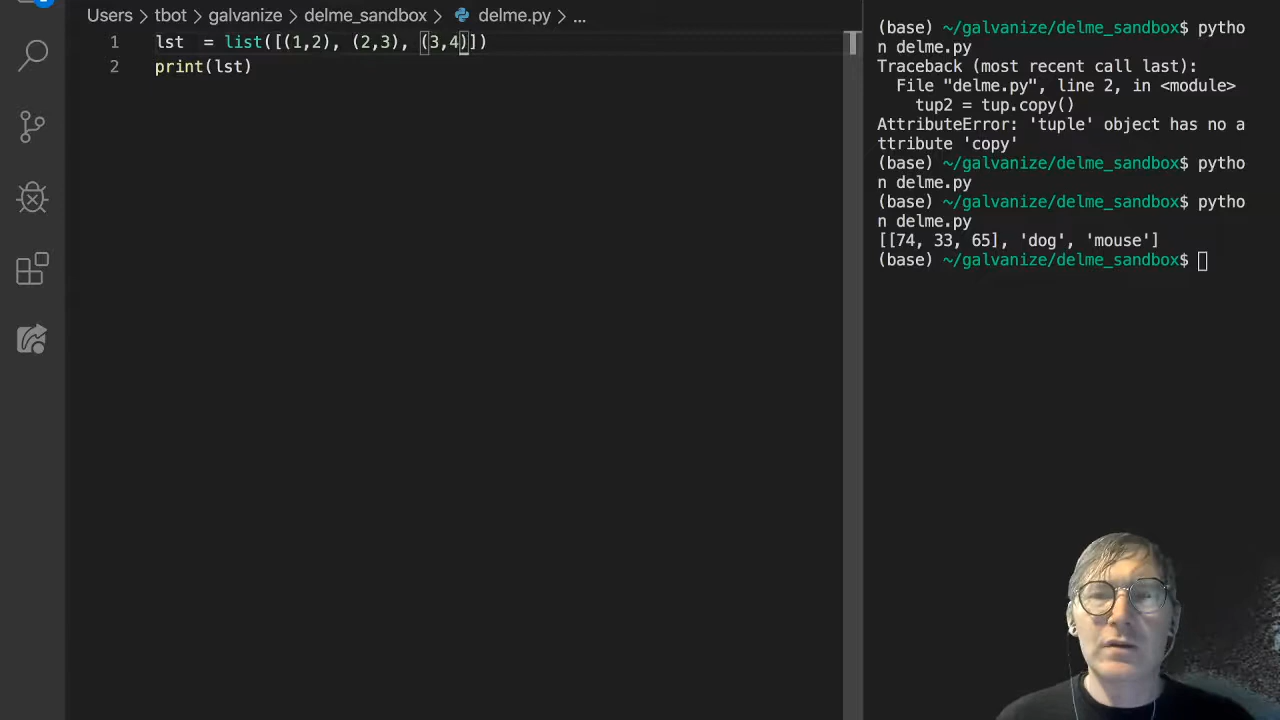 Users > tbot > galvanize > delme_sandbox > delme.py > ...
1 lst  = list([(1,2), (2,3), (3,4)])
2 print(lst)
(base) ~/galvanize/delme_sandbox$ pytho
n delme.py
Traceback (most recent call last):
  File "delme.py", line 2, in <module>
    tup2 = tup.copy()
AttributeError: 'tuple' object has no a
ttribute 'copy'
(base) ~/galvanize/delme_sandbox$ pytho
n delme.py
(base) ~/galvanize/delme_sandbox$ pytho
n delme.py
[[74, 33, 65], 'dog', 'mouse']
(base) ~/galvanize/delme_sandbox$